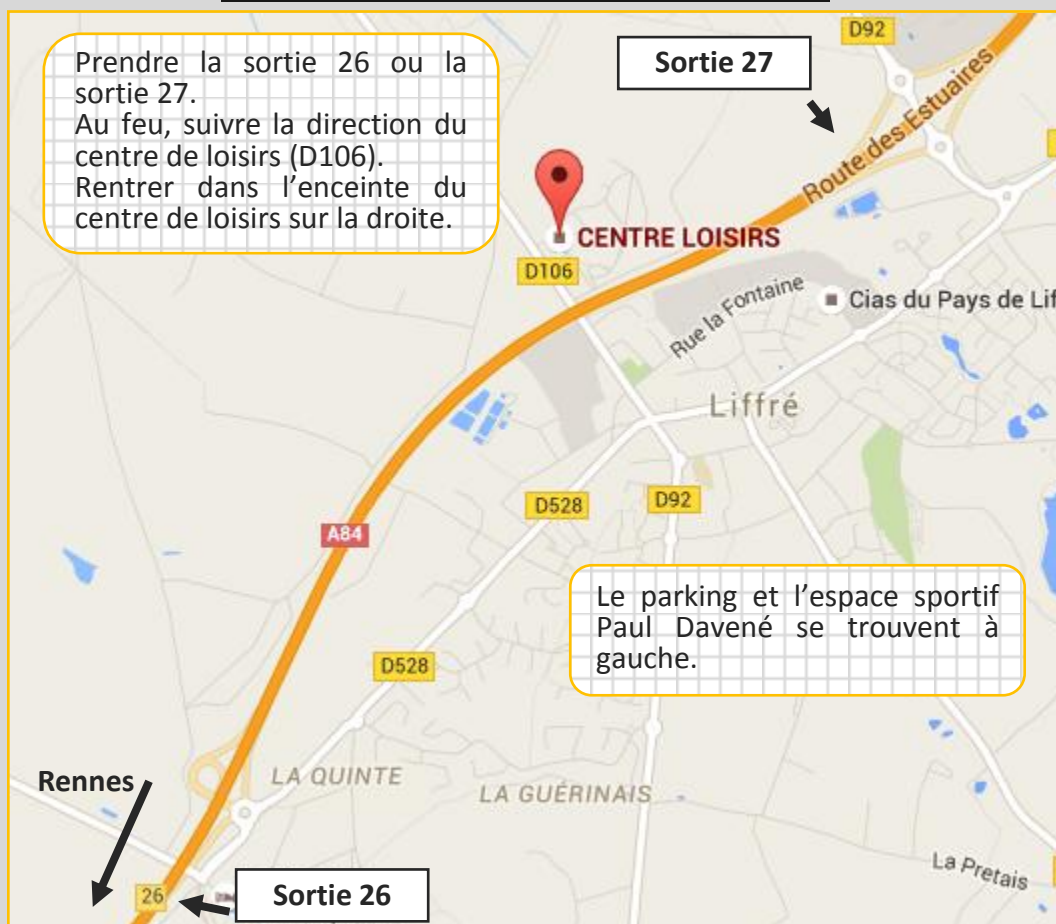 Prendre la sortie 26 ou la
sortie 27.
Au feu, suivre la direction du
centre de loisirs (D106).
Rentrer dans l’enceinte du
centre de loisirs sur la droite.
D92
Sortie 27
Route des Estuaires
CENTRE LOISIRS
D106
Rue la Fontaine
Cias du Pays de Lif
Liffré
D528
D92
A84
Le parking et l’espace sportif
Paul Davené se trouvent à
gauche.
D528
Rennes
LA QUINTE
LA GUÉRINAIS
La Pretais
26
Sortie 26